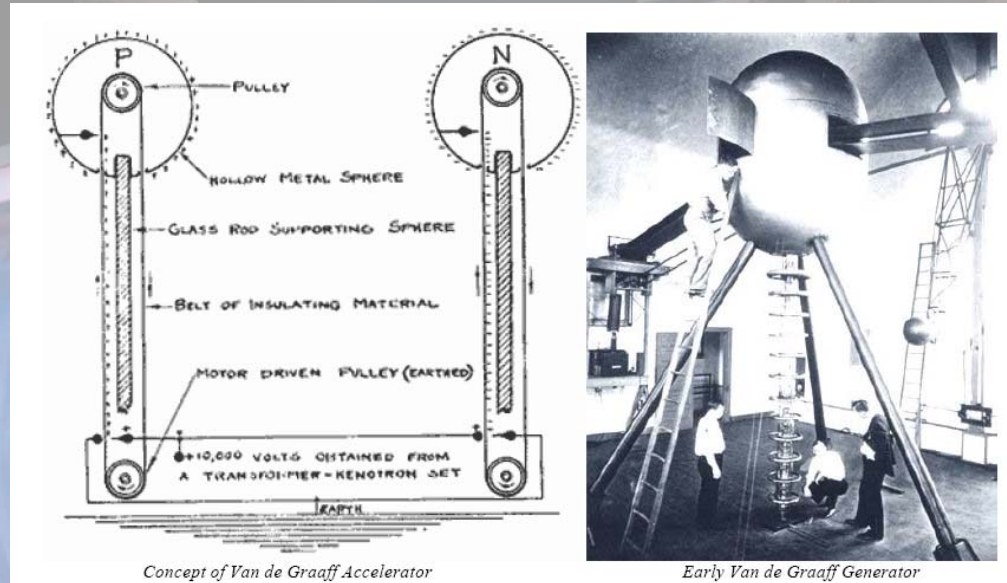 P
N
PULLEY
HOLLOW METAL SPHERE
GLASS ROD SUPPORTING SPHERE
BELT OF INSULATING MATERIAL
MOTOR DRIVEN PULLEY (EARTHED)
+10,000 VOLTS OBTAINED FROM
A TRANSFORMER-KENOTRON SET
EARTH
Concept of Van de Graaff Accelerator
Early Van de Graaff Generator